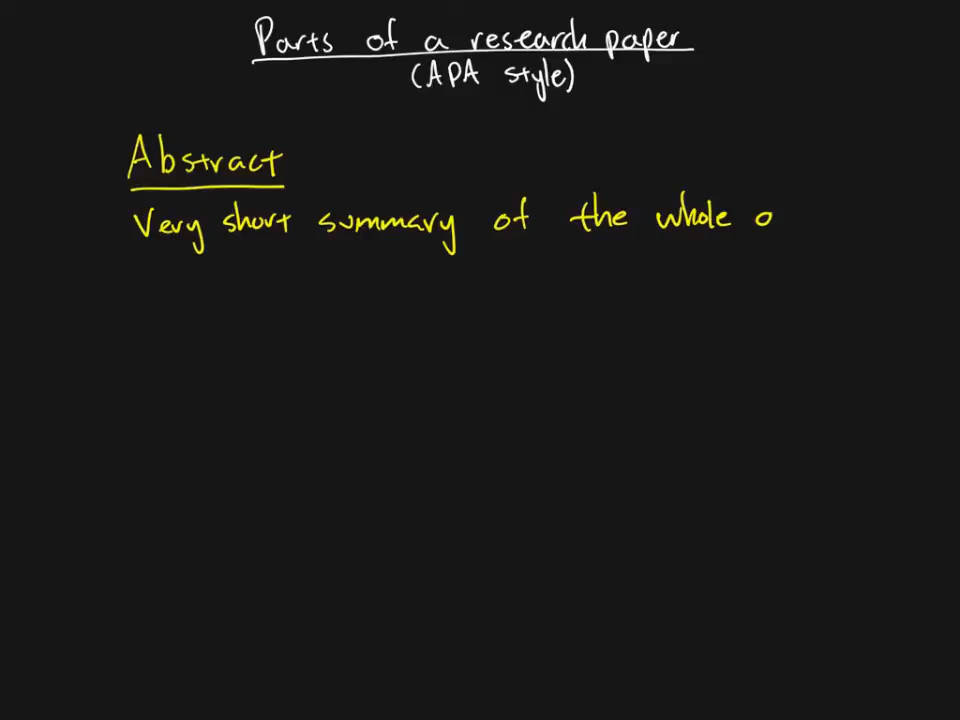 Parts of a research paper
(APA style)
Abstract
Very short summary of the whole o